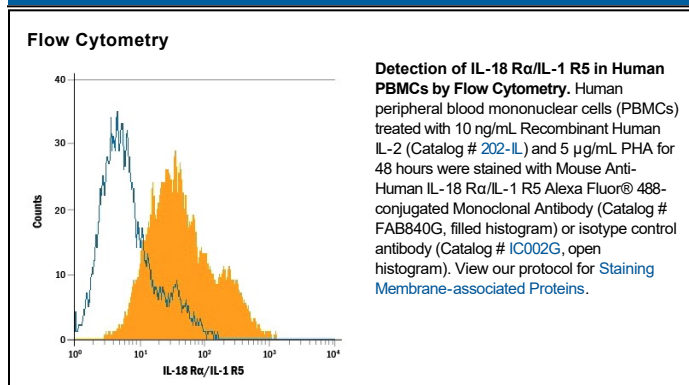 Flow Cytometry
40
30
20
10
0
Counts
10⁰ 10¹ 10² 10³ 10⁴
IL-18 Rα/IL-1 R5
Detection of IL-18 Rα/IL-1 R5 in Human
PBMCs by Flow Cytometry. Human
peripheral blood mononuclear cells (PBMCs)
treated with 10 ng/mL Recombinant Human
IL-2 (Catalog # 202-IL) and 5 µg/mL PHA for
48 hours were stained with Mouse Anti-
Human IL-18 Rα/IL-1 R5 Alexa Fluor® 488-
conjugated Monoclonal Antibody (Catalog #
FAB840G, filled histogram) or isotype control
antibody (Catalog # IC002G, open
histogram). View our protocol for Staining
Membrane-associated Proteins.